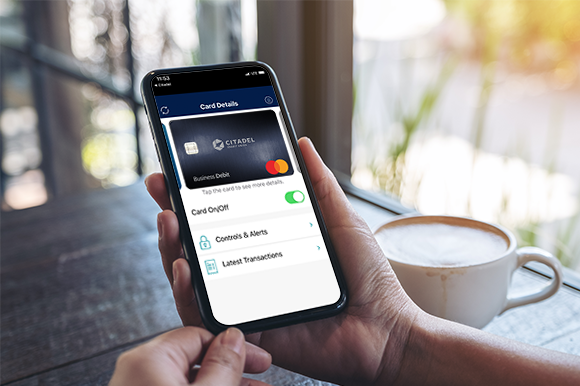 11:53
Citadel
Card Details
CITADEL
CREDIT UNION
Business Debit
Tap the card to see more details.
Card On/Off
Controls & Alerts
Latest Transactions